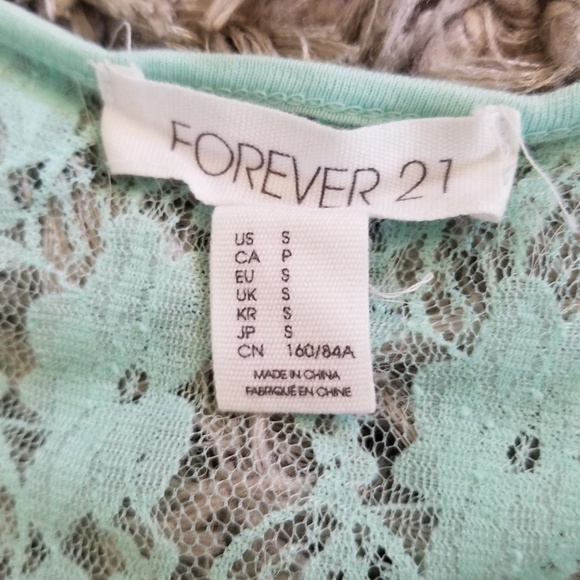 FOREVER 21
US S
CA P
EU S
UK S
KR S
JP S
CN 160/84A
MADE IN CHINA
FABRIQUÉ EN CHINE